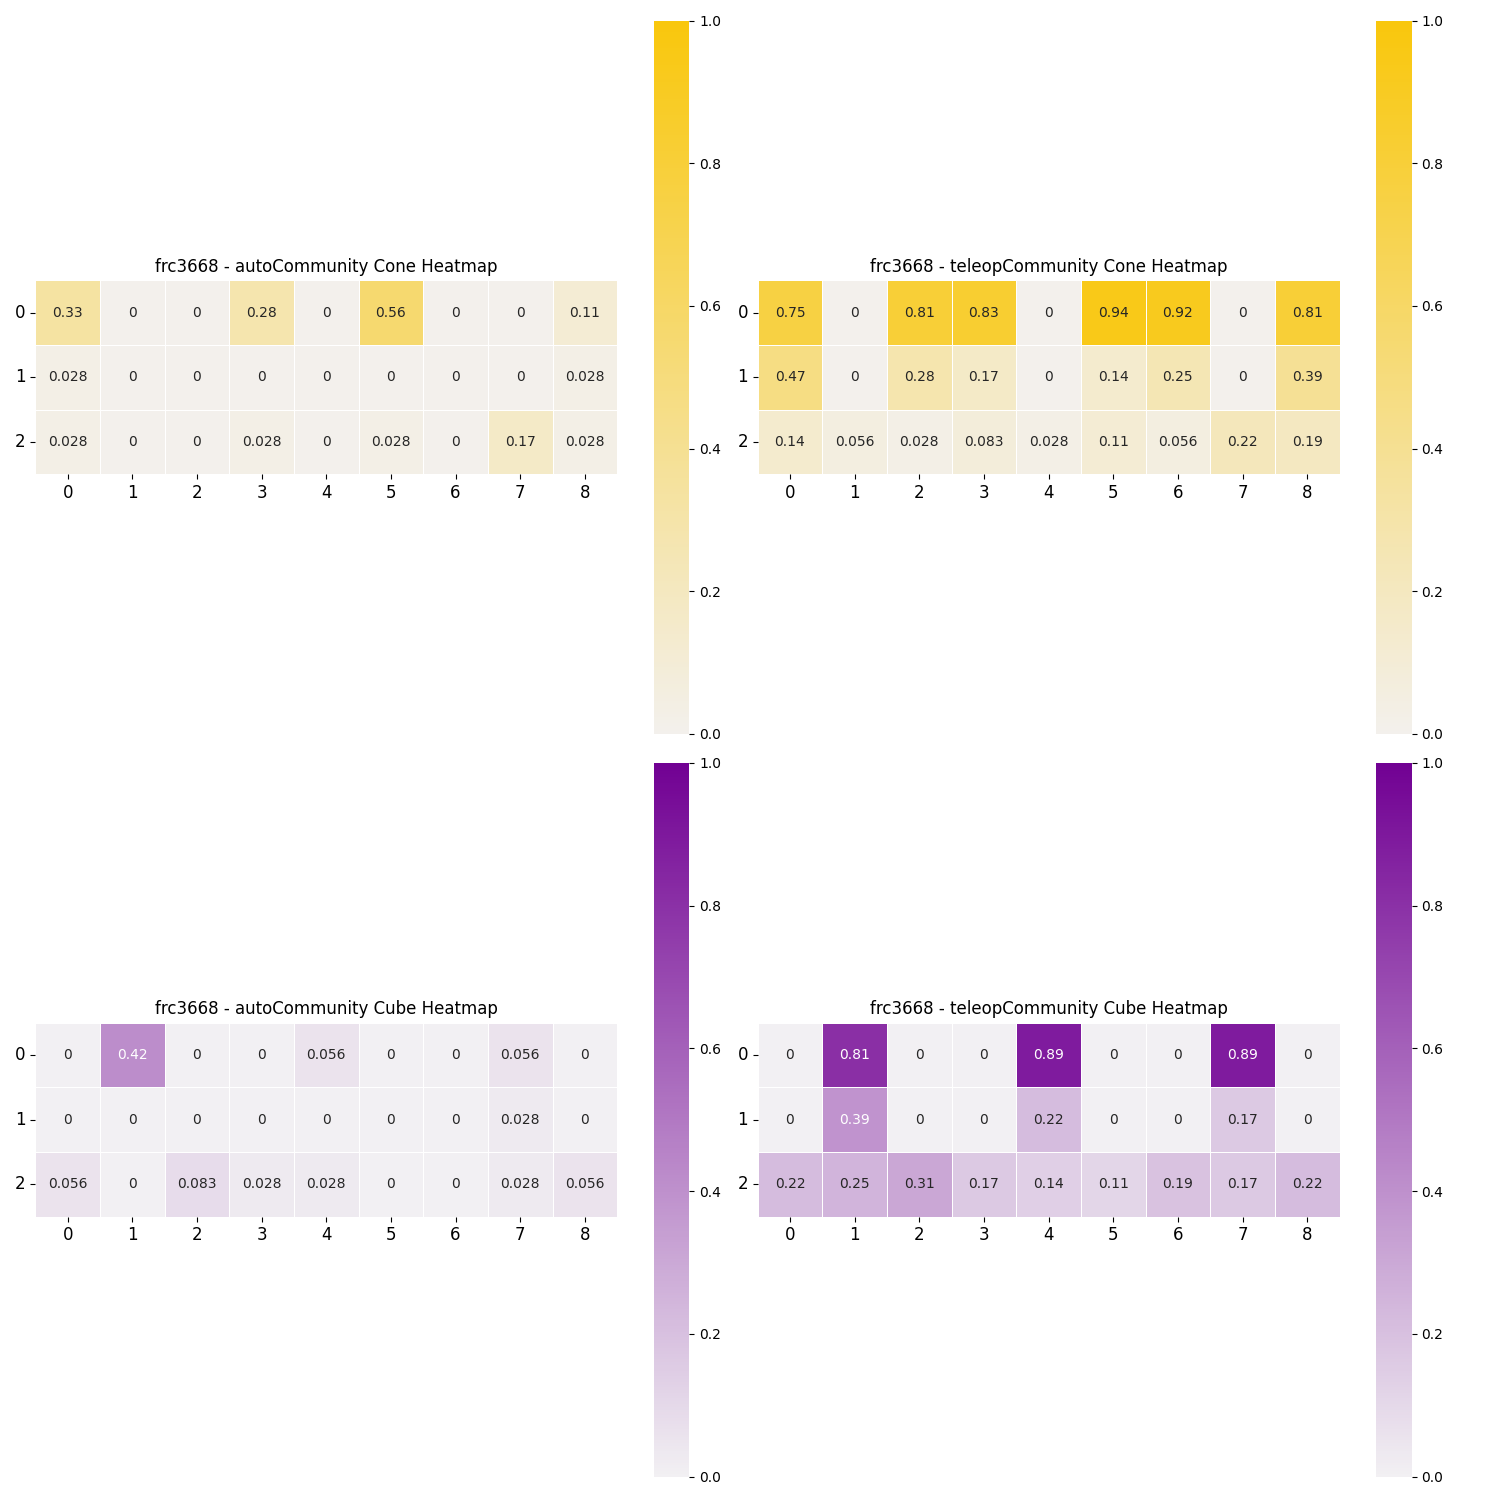 frc3668 - autoCommunity Cone Heatmap
0 0.33 0 0 0.28 0 0.56 0 0 0.11
1 0.028 0 0 0 0 0 0 0 0.028
2 0.028 0 0 0.028 0 0.028 0 0.17 0.028
0 1 2 3 4 5 6 7 8
1.0
0.8
0.6
0.4
0.2
0.0
frc3668 - teleopCommunity Cone Heatmap
0 0.75 0 0.81 0.83 0 0.94 0.92 0 0.81
1 0.47 0 0.28 0.17 0 0.14 0.25 0 0.39
2 0.14 0.056 0.028 0.083 0.028 0.11 0.056 0.22 0.19
0 1 2 3 4 5 6 7 8
1.0
0.8
0.6
0.4
0.2
0.0
frc3668 - autoCommunity Cube Heatmap
0 0 0.42 0 0 0.056 0 0 0.056 0
1 0 0 0 0 0 0 0 0.028 0
2 0.056 0 0.083 0.028 0.028 0 0 0.028 0.056
0 1 2 3 4 5 6 7 8
1.0
0.8
0.6
0.4
0.2
0.0
frc3668 - teleopCommunity Cube Heatmap
0 0 0.81 0 0 0.89 0 0 0.89 0
1 0 0.39 0 0 0.22 0 0 0.17 0
2 0.22 0.25 0.31 0.17 0.14 0.11 0.19 0.17 0.22
0 1 2 3 4 5 6 7 8
1.0
0.8
0.6
0.4
0.2
0.0